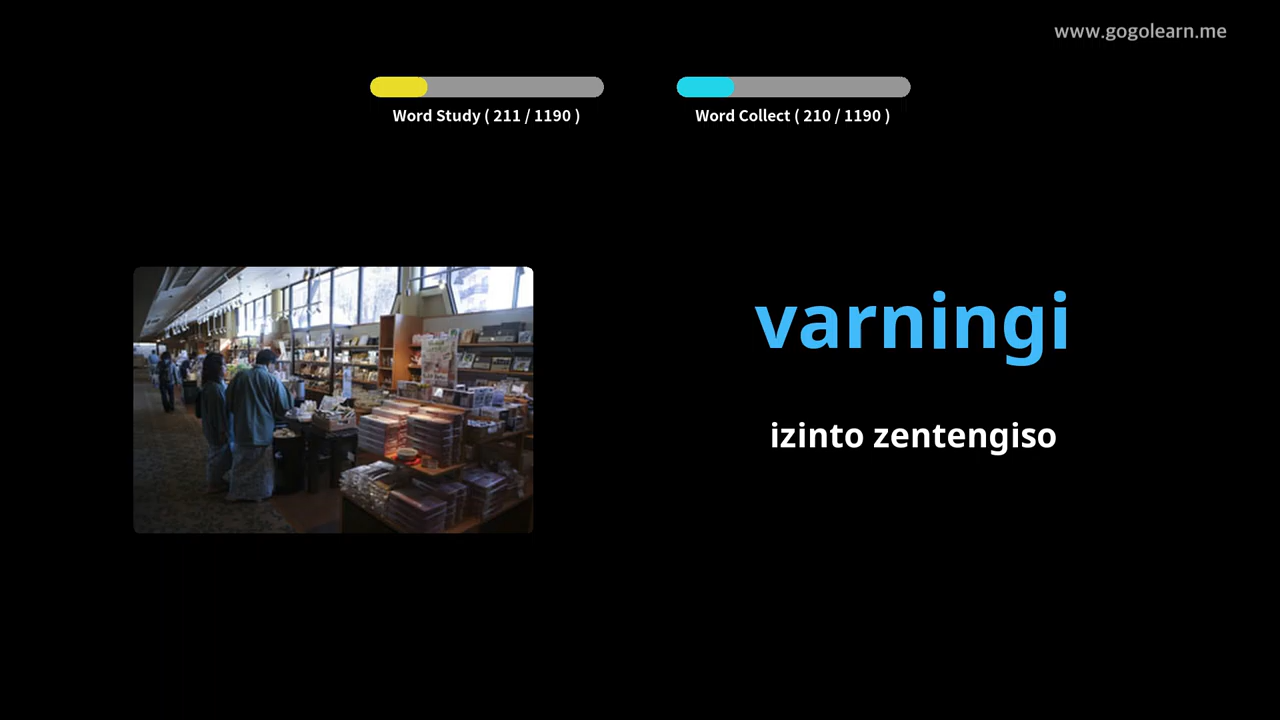 www.gogolearn.me
Word Study ( 211 / 1190 )
Word Collect ( 210 / 1190 )
varningi
izinto zentengiso